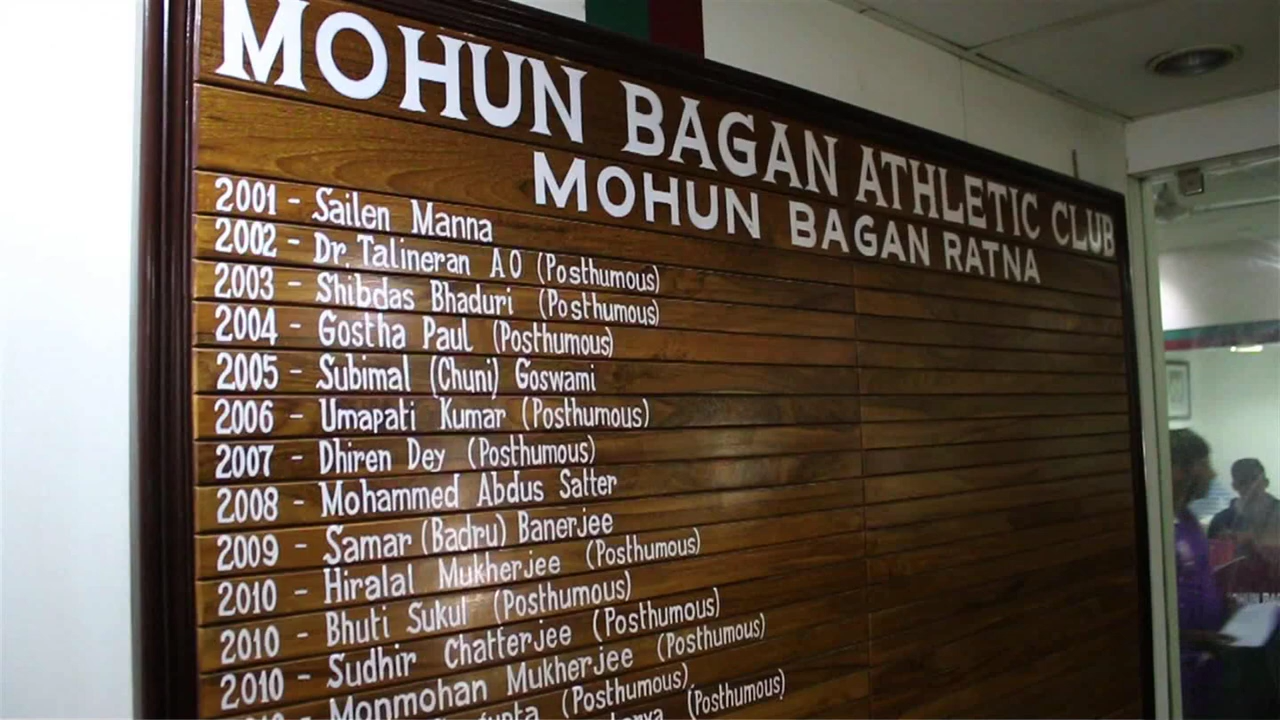 MOHUN BAGAN ATHLETIC CLUB
MOHUN BAGAN RATNA
2001 - Sailen Manna
2002 - Dr. Talineran AO (Posthumous)
2003 - Shibdas Bhaduri (Posthumous)
2004 - Gostha Paul (Posthumous)
2005 - Subimal (Chuni) Goswami
2006 - Umapati Kumar (Posthumous)
2007 - Dhiren Dey (Posthumous)
2008 - Mohammed Abdus Satter
2009 - Samar (Badru) Banerjee
2010 - Hiralal Mukherjee (Posthumous)
2010 - Bhuti Sukul (Posthumous)
2010 - Sudhir Chatterjee (Posthumous)
Monmohan Mukherjee (Posthumous)
(Posthumous)
(Posthumous)